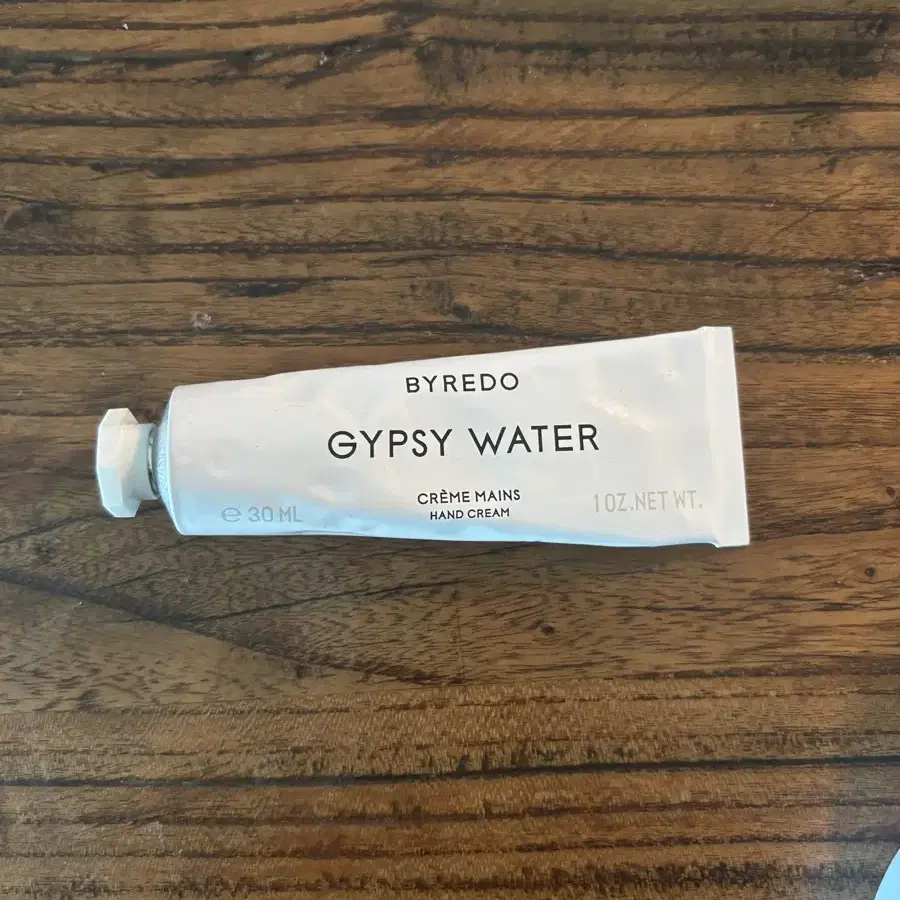 BYREDO
GYPSY WATER
CRÈME MAINS
HAND CREAM
℮ 30 ML
1 OZ.NET WT.